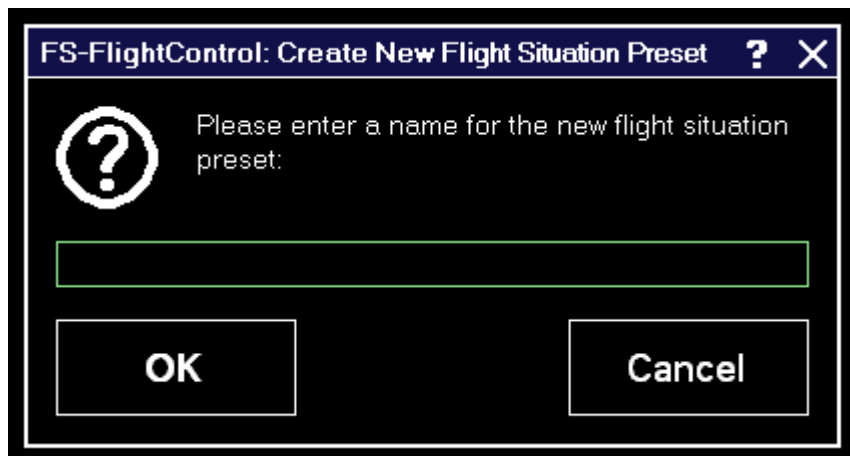 FS-FlightControl: Create New Flight Situation Preset ? X
Please enter a name for the new flight situation
preset:
OK
Cancel